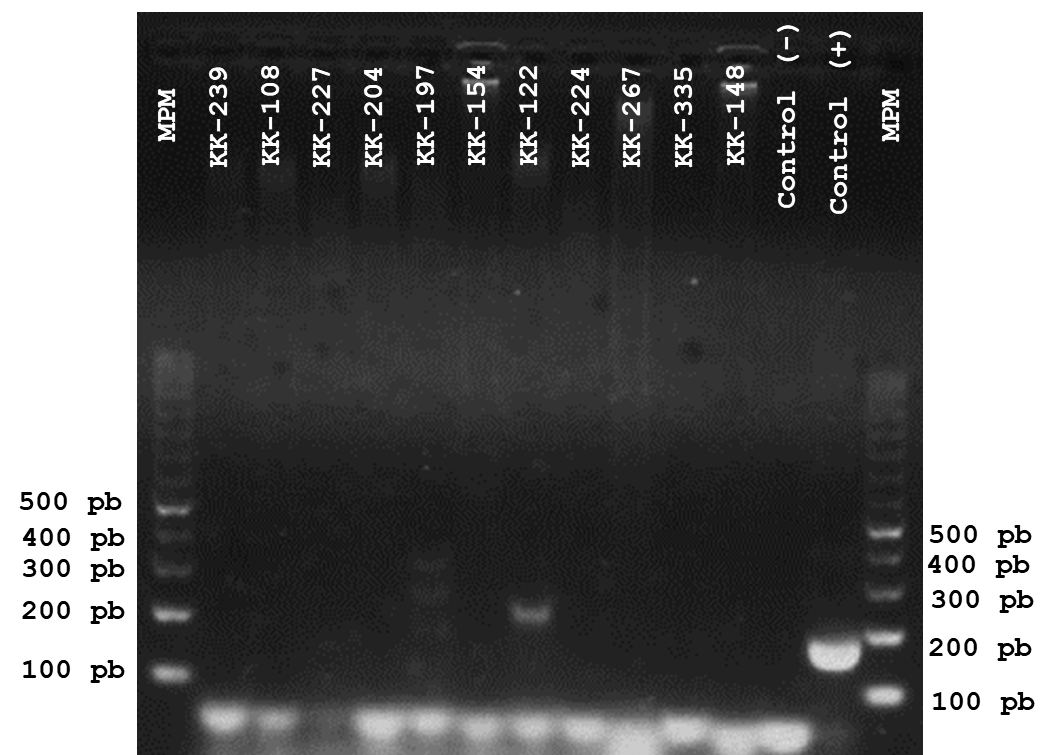 MPM
KK-239
KK-108
KK-227
KK-204
KK-197
KK-154
KK-122
KK-224
KK-267
KK-335
KK-148
Control (-)
Control (+)
MPM
500 pb
400 pb
300 pb
200 pb
100 pb
500 pb
400 pb
300 pb
200 pb
100 pb